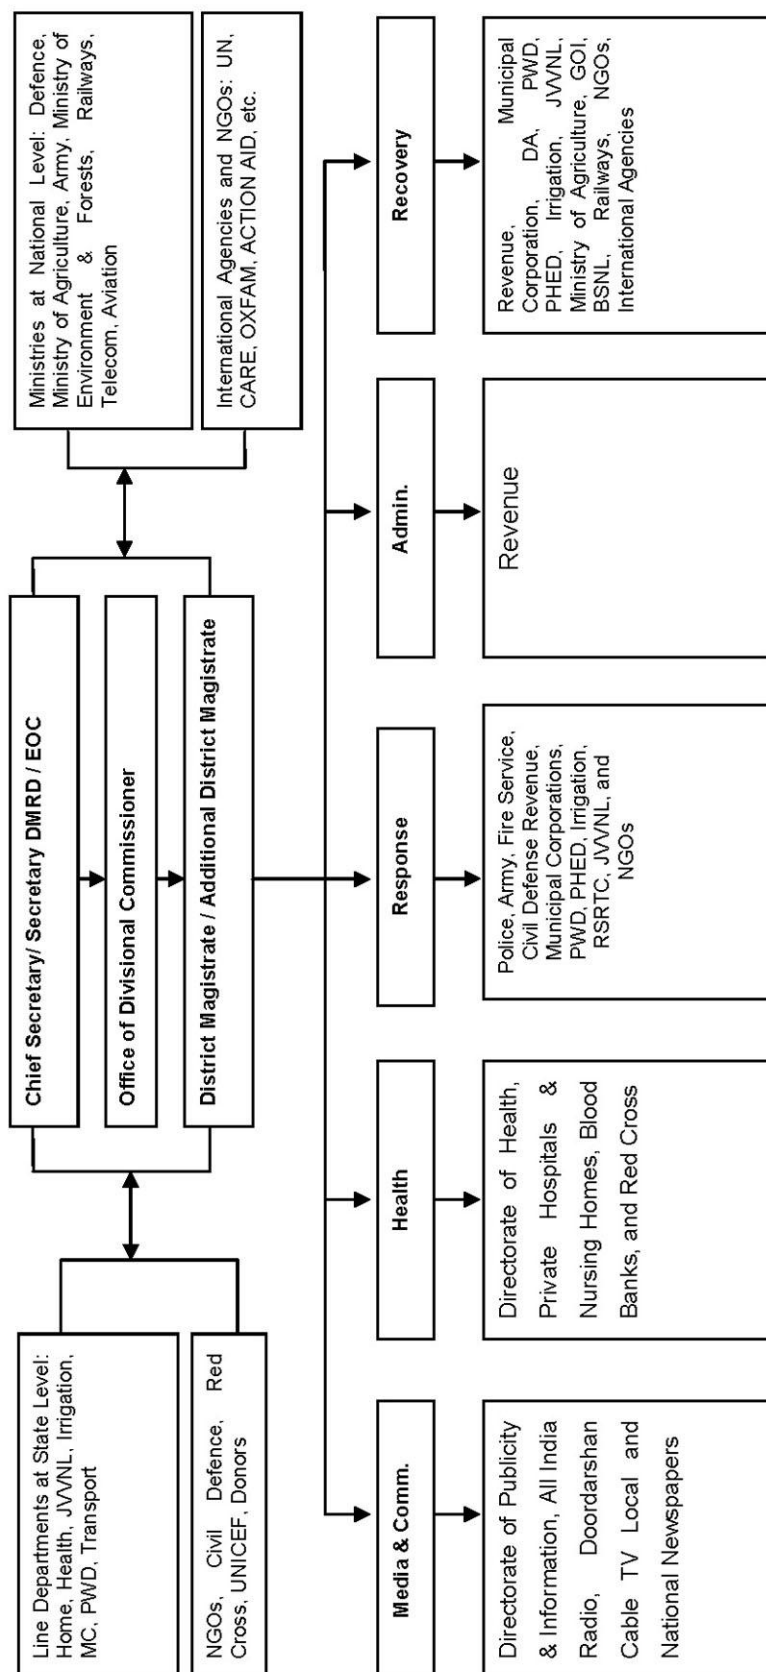 Line Departments at State Level:
Home, Health, JVVNL, Irrigation,
MC, PWD, Transport
NGOs, Civil Defence, Red
Cross, UNICEF, Donors
Chief Secretary/ Secretary DMRD / EOC
Office of Divisional Commissioner
District Magistrate / Additional District Magistrate
Ministries at National Level: Defence,
Ministry of Agriculture, Army, Ministry of
Environment & Forests, Railways,
Telecom, Aviation
International Agencies and NGOs: UN,
CARE, OXFAM, ACTION AID, etc.
Media & Comm.
Health
Response
Admin.
Recovery
Directorate of Publicity
& Information, All India
Radio, Doordarshan
Cable TV Local and
National Newspapers
Directorate of Health,
Private Hospitals &
Nursing Homes, Blood
Banks, and Red Cross
Police, Army, Fire Service,
Civil Defense Revenue,
Municipal Corporations,
PWD, PHED, Irrigation,
RSRTC, JVVNL, and
NGOs
Revenue
Revenue, Municipal
Corporation, DA, PWD,
PHED, Irrigation, JVVNL,
Ministry of Agriculture, GOI,
BSNL, Railways, NGOs,
International Agencies